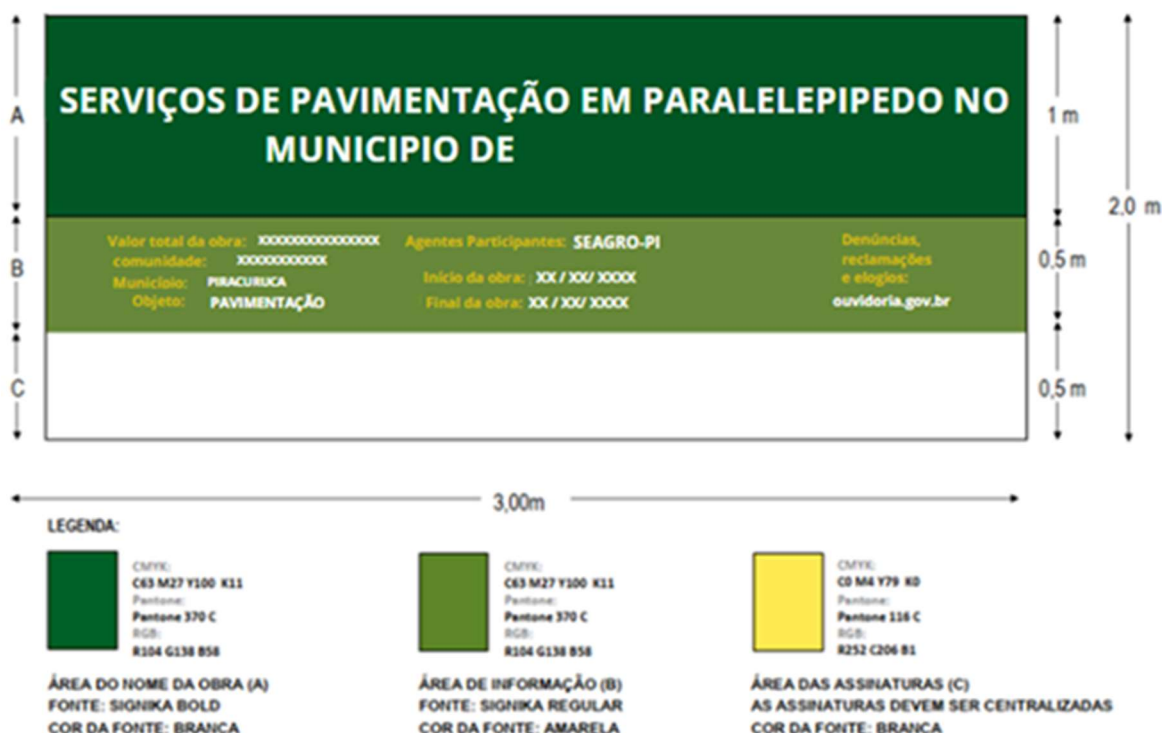 SERVIÇOS DE PAVIMENTAÇÃO EM PARALELEPIPEDO NO
MUNICIPIO DE
A
1 m
2,0 m
Valor total da obra: XXXXXXXXXXXXXXX
comunidade: XXXXXXXXXXX
Município: PIRACURUCA
Objeto: PAVIMENTAÇÃO
Agentes Participantes: SEAGRO-PI
Início da obra: XX / XX/ XXXX
Final da obra: XX / XX/ XXXX
Denúncias,
reclamações
e elogios:
ouvidoria.gov.br
B
0,5 m
C
0,5 m
3,00m
LEGENDA:
CMYK:
C63 M27 Y100 K11
Pantone:
Pantone 370 C
RGB:
R104 G138 B58
ÁREA DO NOME DA OBRA (A)
FONTE: SIGNIKA BOLD
COR DA FONTE: BRANCA
CMYK:
C63 M27 Y100 K11
Pantone:
Pantone 370 C
RGB:
R104 G138 B58
ÁREA DE INFORMAÇÃO (B)
FONTE: SIGNIKA REGULAR
COR DA FONTE: AMARELA
CMYK:
C0 M4 Y79 K0
Pantone:
Pantone 116 C
RGB:
R252 C206 B1
ÁREA DAS ASSINATURAS (C)
AS ASSINATURAS DEVEM SER CENTRALIZADAS
COR DA FONTE: BRANCA